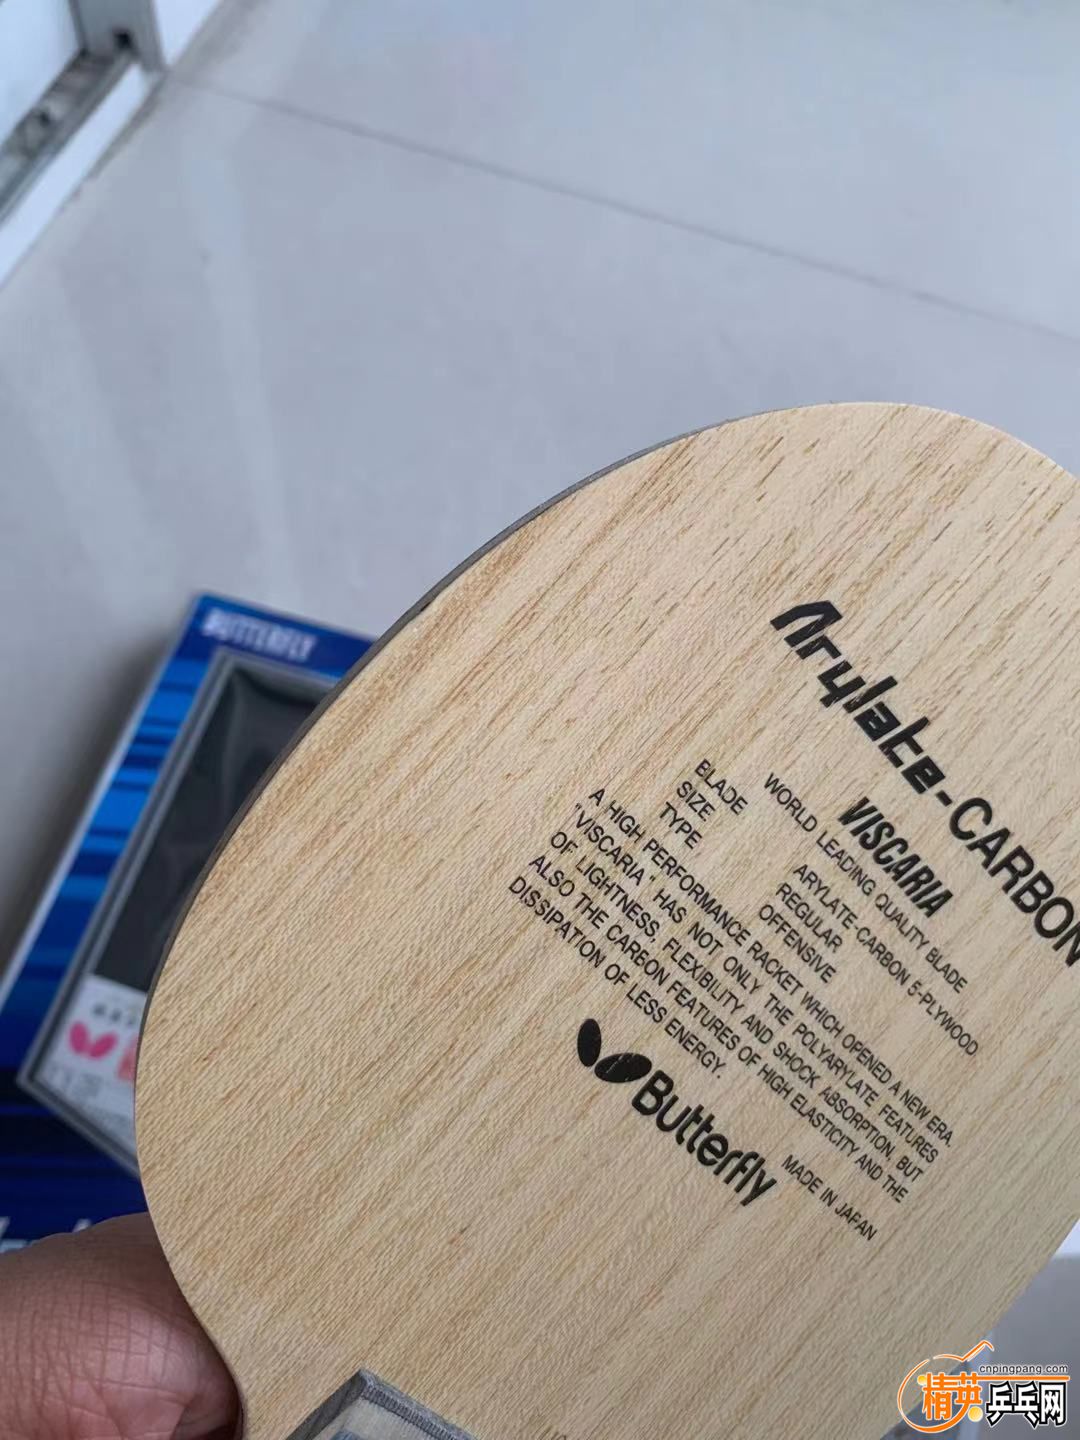 BUTTERFLY
Arylate-CARBON
VISCARIA
WORLD LEADING QUALITY BLADE
BLADE ARYLATE-CARBON 5-PLYWOOD
SIZE REGULAR
TYPE OFFENSIVE
A HIGH PERFORMANCE RACKET WHICH OPENED A NEW ERA.
"VISCARIA" HAS NOT ONLY THE POLYARYLATE FEATURES
OF LIGHTNESS, FLEXIBILITY AND SHOCK ABSORPTION, BUT
ALSO THE CARBON FEATURES OF HIGH ELASTICITY AND THE
DISSIPATION OF LESS ENERGY.
Butterfly
MADE IN JAPAN
cnpingpang.com
精英乒乓网